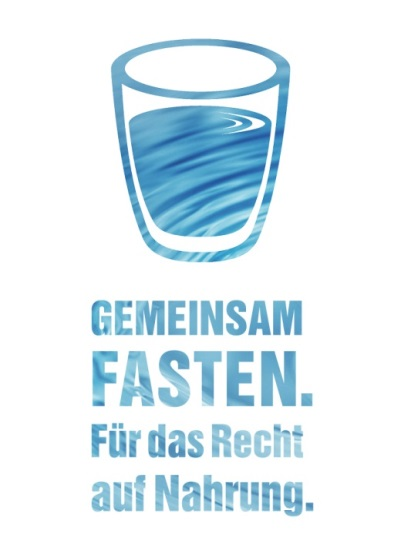 GEMEINSAM
FASTEN.
Für das Recht
auf Nahrung.